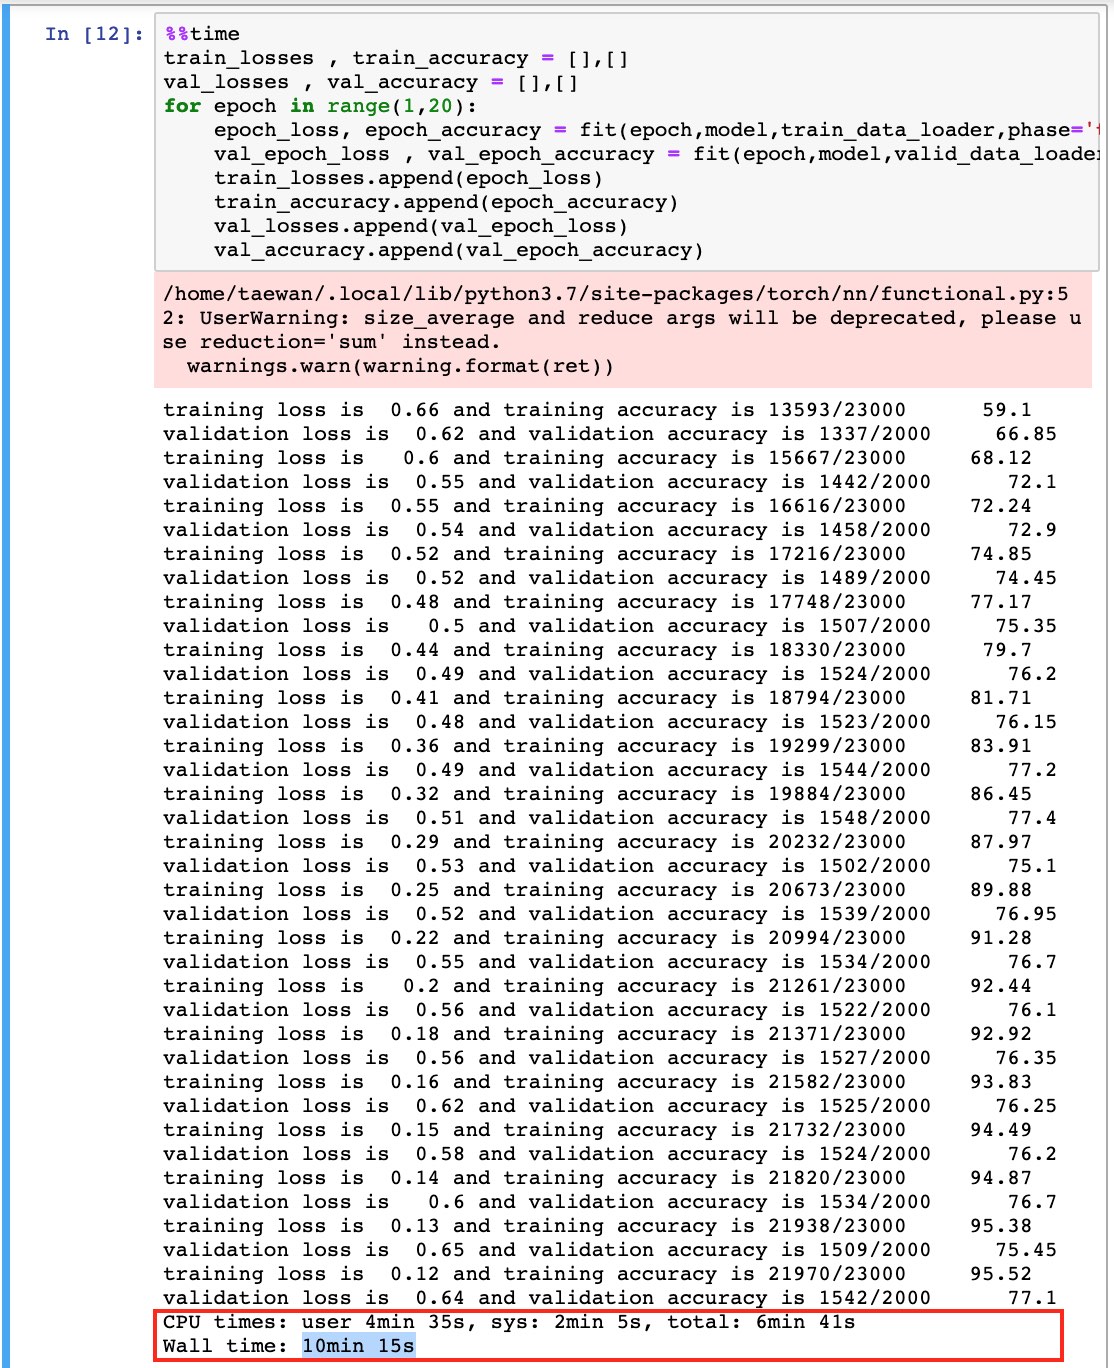 In [12]:
%%time
train_losses , train_accuracy = [],[]
val_losses , val_accuracy = [],[]
for epoch in range(1,20):
    epoch_loss, epoch_accuracy = fit(epoch,model,train_data_loader,phase='
    val_epoch_loss , val_epoch_accuracy = fit(epoch,model,valid_data_loade
    train_losses.append(epoch_loss)
    train_accuracy.append(epoch_accuracy)
    val_losses.append(val_epoch_loss)
    val_accuracy.append(val_epoch_accuracy)
/home/taewan/.local/lib/python3.7/site-packages/torch/nn/functional.py:5
2: UserWarning: size_average and reduce args will be deprecated, please u
se reduction='sum' instead.
  warnings.warn(warning.format(ret))
training loss is  0.66 and training accuracy is 13593/23000      59.1
validation loss is  0.62 and validation accuracy is 1337/2000     66.85
training loss is   0.6 and training accuracy is 15667/23000     68.12
validation loss is  0.55 and validation accuracy is 1442/2000      72.1
training loss is  0.55 and training accuracy is 16616/23000     72.24
validation loss is  0.54 and validation accuracy is 1458/2000      72.9
training loss is  0.52 and training accuracy is 17216/23000     74.85
validation loss is  0.52 and validation accuracy is 1489/2000     74.45
training loss is  0.48 and training accuracy is 17748/23000     77.17
validation loss is   0.5 and validation accuracy is 1507/2000     75.35
training loss is  0.44 and training accuracy is 18330/23000      79.7
validation loss is  0.49 and validation accuracy is 1524/2000      76.2
training loss is  0.41 and training accuracy is 18794/23000     81.71
validation loss is  0.48 and validation accuracy is 1523/2000     76.15
training loss is  0.36 and training accuracy is 19299/23000     83.91
validation loss is  0.49 and validation accuracy is 1544/2000      77.2
training loss is  0.32 and training accuracy is 19884/23000     86.45
validation loss is  0.51 and validation accuracy is 1548/2000      77.4
training loss is  0.29 and training accuracy is 20232/23000     87.97
validation loss is  0.53 and validation accuracy is 1502/2000      75.1
training loss is  0.25 and training accuracy is 20673/23000     89.88
validation loss is  0.52 and validation accuracy is 1539/2000     76.95
training loss is  0.22 and training accuracy is 20994/23000     91.28
validation loss is  0.55 and validation accuracy is 1534/2000      76.7
training loss is   0.2 and training accuracy is 21261/23000     92.44
validation loss is  0.56 and validation accuracy is 1522/2000      76.1
training loss is  0.18 and training accuracy is 21371/23000     92.92
validation loss is  0.56 and validation accuracy is 1527/2000     76.35
training loss is  0.16 and training accuracy is 21582/23000     93.83
validation loss is  0.62 and validation accuracy is 1525/2000     76.25
training loss is  0.15 and training accuracy is 21732/23000     94.49
validation loss is  0.58 and validation accuracy is 1524/2000      76.2
training loss is  0.14 and training accuracy is 21820/23000     94.87
validation loss is   0.6 and validation accuracy is 1534/2000      76.7
training loss is  0.13 and training accuracy is 21938/23000     95.38
validation loss is  0.65 and validation accuracy is 1509/2000     75.45
training loss is  0.12 and training accuracy is 21970/23000     95.52
validation loss is  0.64 and validation accuracy is 1542/2000      77.1
CPU times: user 4min 35s, sys: 2min 5s, total: 6min 41s
Wall time: 10min 15s